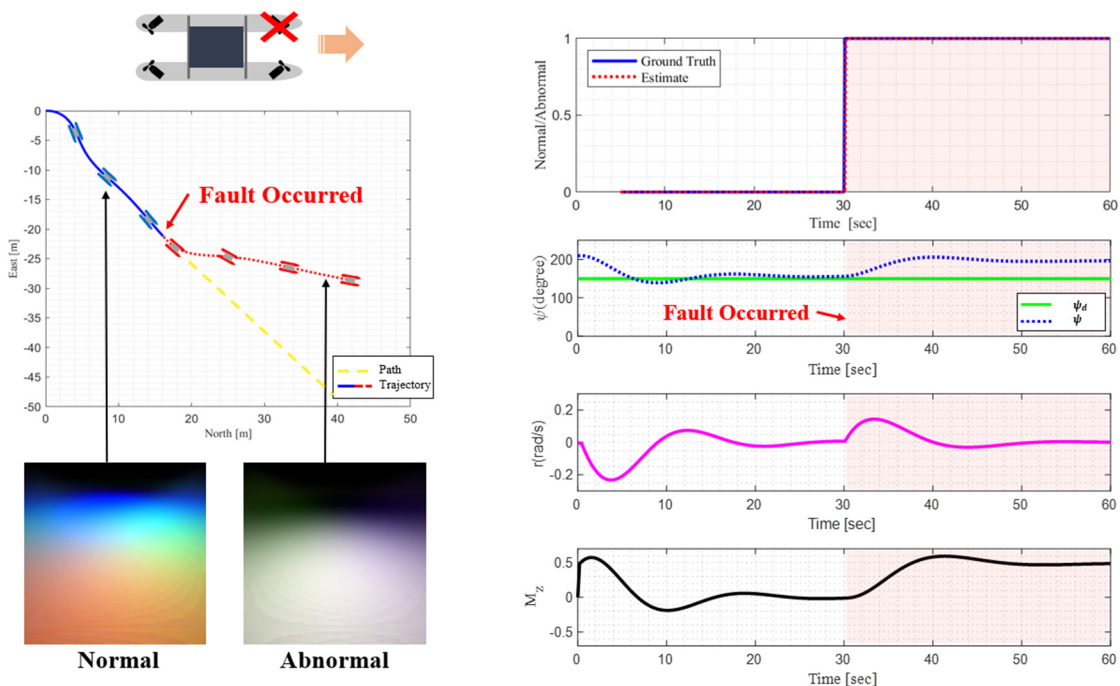 0
-5
-10
-15
-20
-25
-30
-35
-40
-45
-50
East [m]
Fault Occurred
Path
Trajectory
0 10 20 30 40 50
North [m]
Normal
Abnormal
1
0.5
0
Normal/Abnormal
Ground Truth
Estimate
0 10 20 30 40 50 60
Time [sec]
200
100
0
ψ(degree)
Fault Occurred
ψd
ψ
0 10 20 30 40 50 60
Time [sec]
0.2
0
-0.2
r(rad/s)
0 10 20 30 40 50 60
Time [sec]
0.5
0
-0.5
MZ
0 10 20 30 40 50 60
Time [sec]